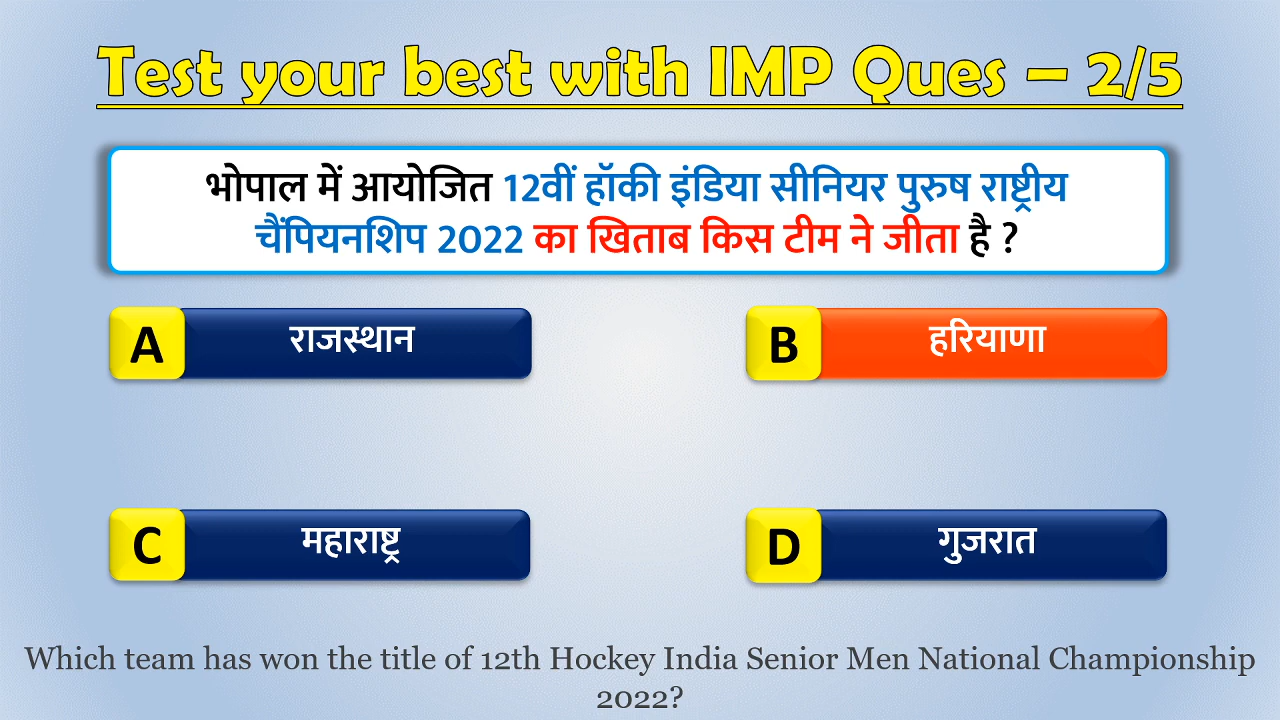 Test your best with IMP Ques – 2/5
भोपाल में आयोजित 12वीं हॉकी इंडिया सीनियर पुरुष राष्ट्रीय
चैंपियनशिप 2022 का खिताब किस टीम ने जीता है ?
A राजस्थान
B हरियाणा
C महाराष्ट्र
D गुजरात
Which team has won the title of 12th Hockey India Senior Men National Championship
2022?